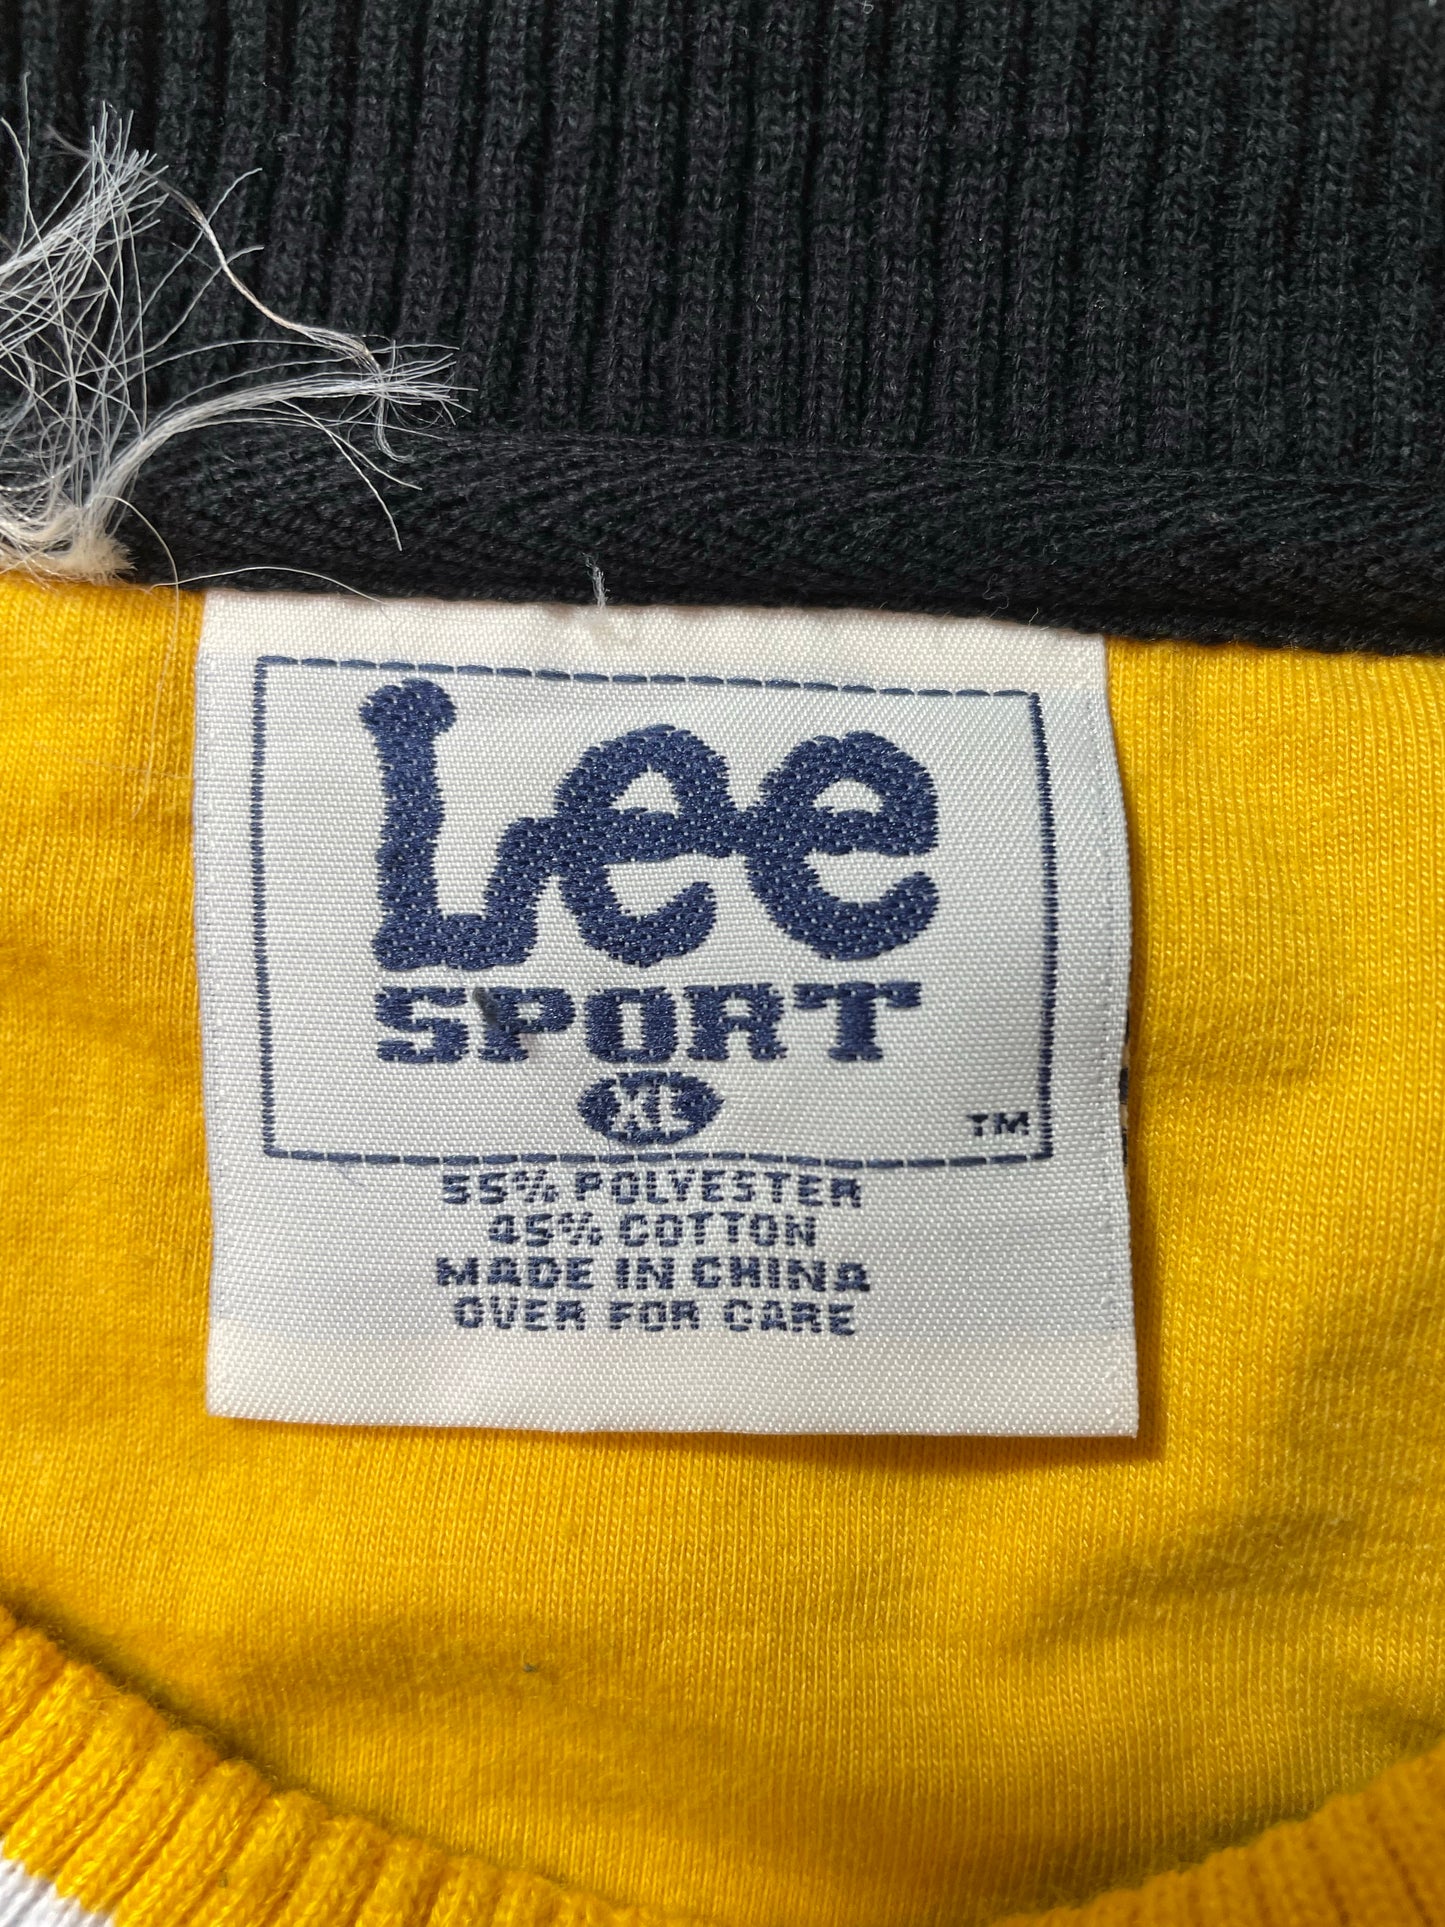 Lee
SPORT
XL
TM
55% POLYESTER
45% COTTON
MADE IN CHINA
OVER FOR CARE